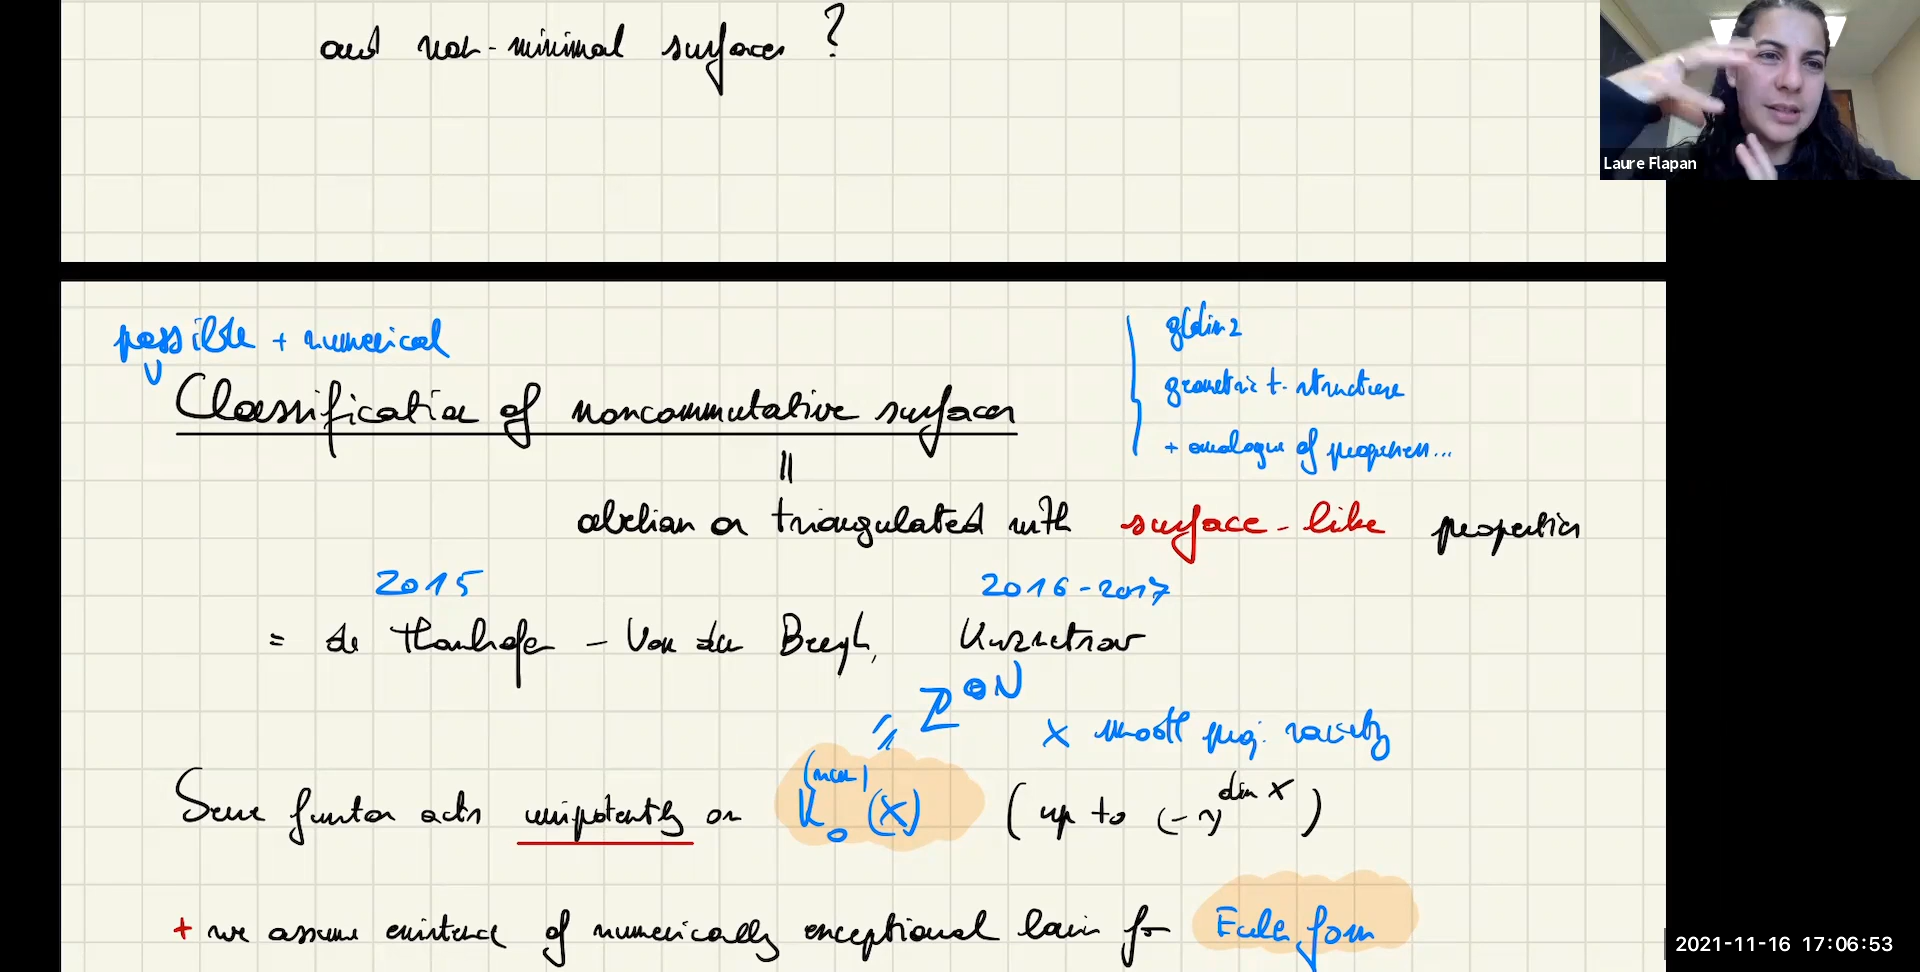 and non-minimal surfaces ?
Laure Flapan
possible + numerical
Classification of noncommutative surfaces
gldim 2
geometric t-structure
+ analogue of properness...
=
abelian or triangulated with surface-like properties
2015
2016-2017
= de Thanhoffer - Van den Bergh, Kuznetsov
≅ Z^⊕N
X smooth proj. variety
Serre functor acts unipotently on K₀^(num)(X) (up to (-1)^dim X)
+ we assume existence of numerically exceptional basis for Euler form
2021-11-16 17:06:53